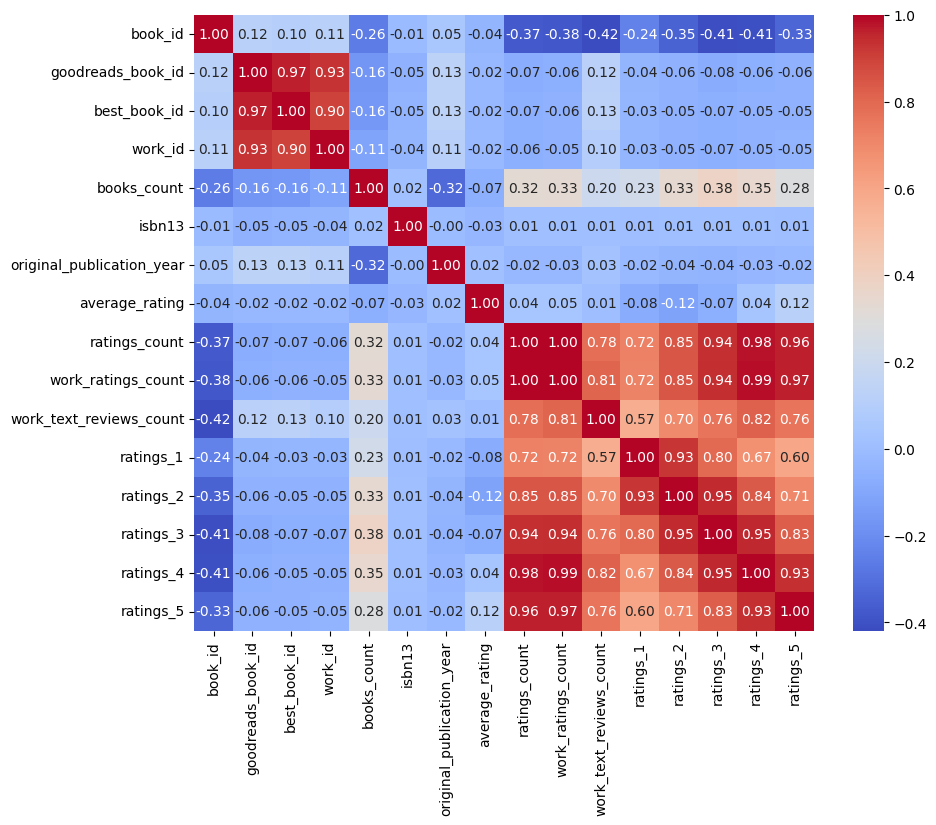 book_id 1.00 0.12 0.10 0.11 -0.26 -0.01 0.05 -0.04 -0.37 -0.38 -0.42 -0.24 -0.35 -0.41 -0.41 -0.33
goodreads_book_id 0.12 1.00 0.97 0.93 -0.16 -0.05 0.13 -0.02 -0.07 -0.06 0.12 -0.04 -0.06 -0.08 -0.06 -0.06
best_book_id 0.10 0.97 1.00 0.90 -0.16 -0.05 0.13 -0.02 -0.07 -0.06 0.13 -0.03 -0.05 -0.07 -0.05 -0.05
work_id 0.11 0.93 0.90 1.00 -0.11 -0.04 0.11 -0.02 -0.06 -0.05 0.10 -0.03 -0.05 -0.07 -0.05 -0.05
books_count -0.26 -0.16 -0.16 -0.11 1.00 0.02 -0.32 -0.07 0.32 0.33 0.20 0.23 0.33 0.38 0.35 0.28
isbn13 -0.01 -0.05 -0.05 -0.04 0.02 1.00 -0.00 -0.03 0.01 0.01 0.01 0.01 0.01 0.01 0.01 0.01
original_publication_year 0.05 0.13 0.13 0.11 -0.32 -0.00 1.00 0.02 -0.02 -0.03 0.03 -0.02 -0.04 -0.04 -0.03 -0.02
average_rating -0.04 -0.02 -0.02 -0.02 -0.07 -0.03 0.02 1.00 0.04 0.05 0.01 -0.08 -0.12 -0.07 0.04 0.12
ratings_count -0.37 -0.07 -0.07 -0.06 0.32 0.01 -0.02 0.04 1.00 1.00 0.78 0.72 0.85 0.94 0.98 0.96
work_ratings_count -0.38 -0.06 -0.06 -0.05 0.33 0.01 -0.03 0.05 1.00 1.00 0.81 0.72 0.85 0.94 0.99 0.97
work_text_reviews_count -0.42 0.12 0.13 0.10 0.20 0.01 0.03 0.01 0.78 0.81 1.00 0.57 0.70 0.76 0.82 0.76
ratings_1 -0.24 -0.04 -0.03 -0.03 0.23 0.01 -0.02 -0.08 0.72 0.72 0.57 1.00 0.93 0.80 0.67 0.60
ratings_2 -0.35 -0.06 -0.05 -0.05 0.33 0.01 -0.04 -0.12 0.85 0.85 0.70 0.93 1.00 0.95 0.84 0.71
ratings_3 -0.41 -0.08 -0.07 -0.07 0.38 0.01 -0.04 -0.07 0.94 0.94 0.76 0.80 0.95 1.00 0.95 0.83
ratings_4 -0.41 -0.06 -0.05 -0.05 0.35 0.01 -0.03 0.04 0.98 0.99 0.82 0.67 0.84 0.95 1.00 0.93
ratings_5 -0.33 -0.06 -0.05 -0.05 0.28 0.01 -0.02 0.12 0.96 0.97 0.76 0.60 0.71 0.83 0.93 1.00
book_id
goodreads_book_id
best_book_id
work_id
books_count
isbn13
original_publication_year
average_rating
ratings_count
work_ratings_count
work_text_reviews_count
ratings_1
ratings_2
ratings_3
ratings_4
ratings_5
1.0
0.8
0.6
0.4
0.2
0.0
−0.2
−0.4